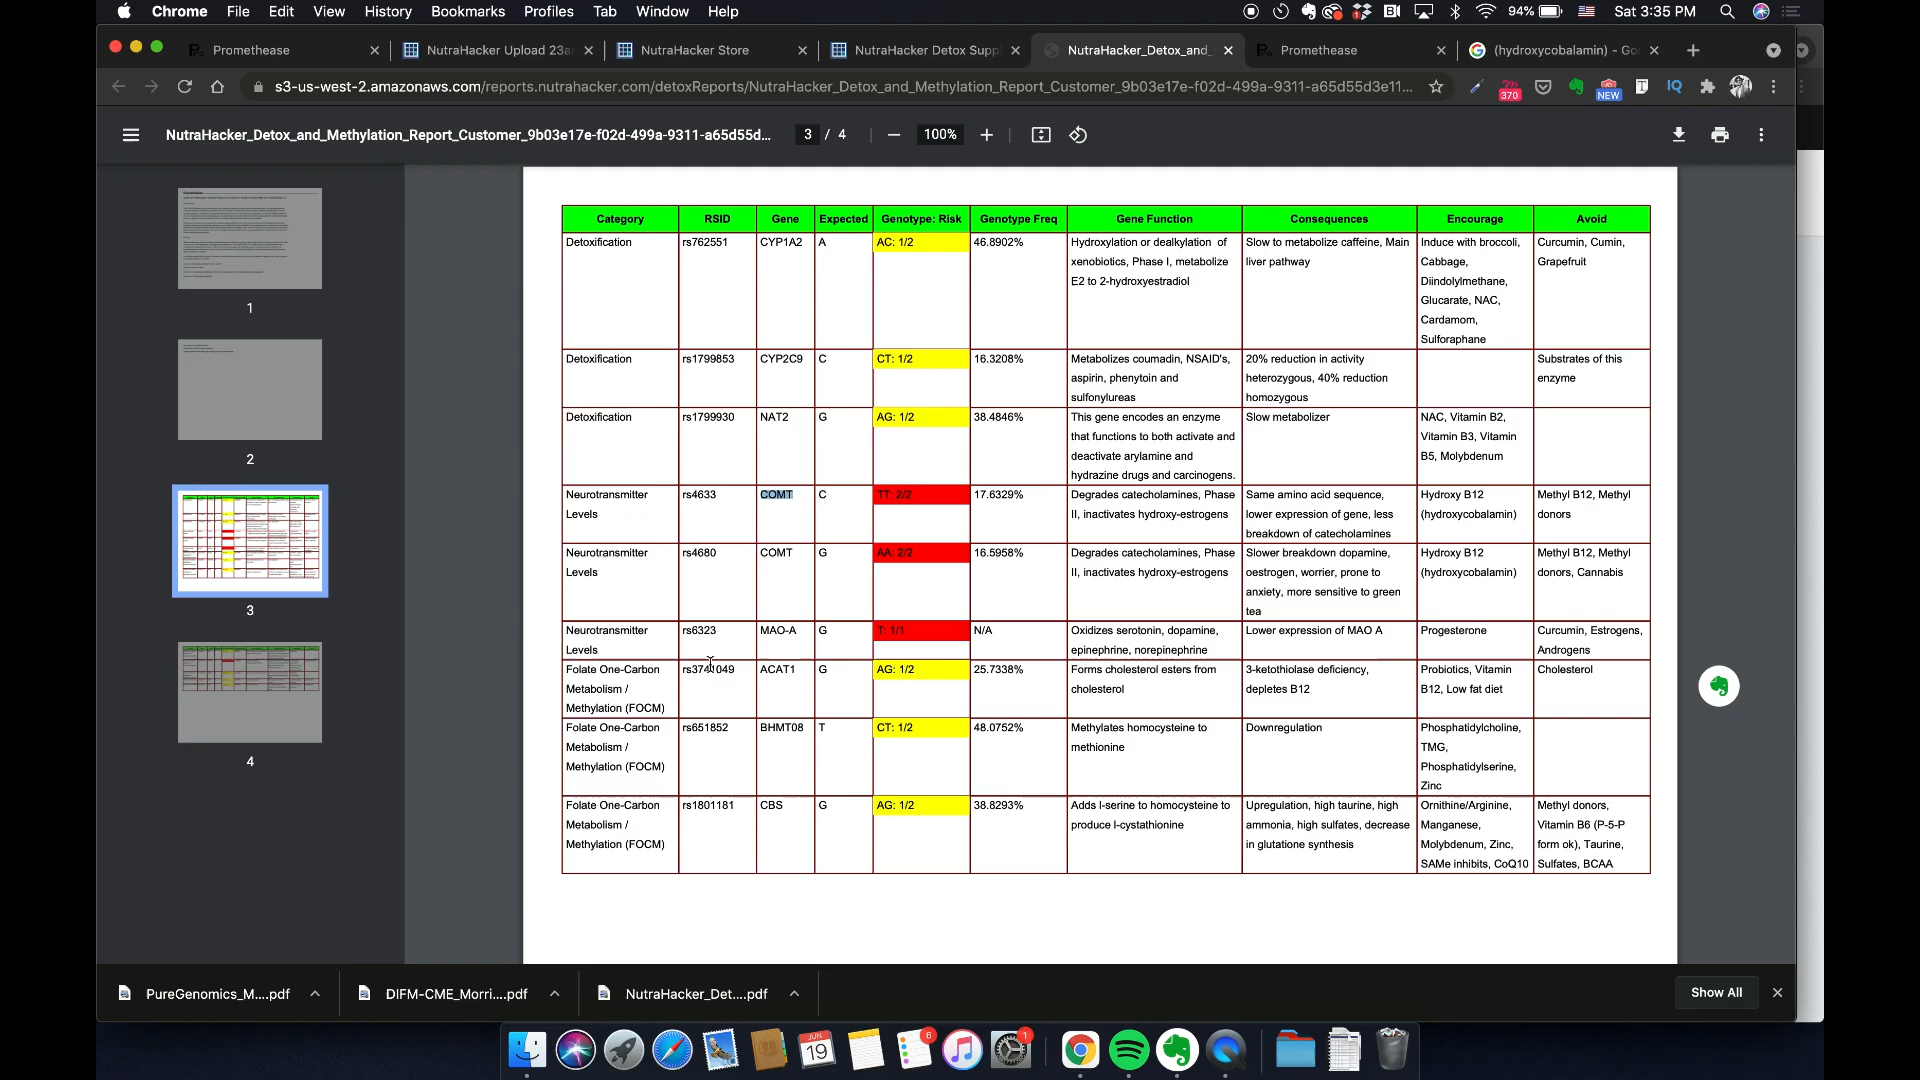 Chrome File Edit View History Bookmarks Profiles Tab Window Help 94% Sat 3:35 PM
Promethease NutraHacker Upload 23a NutraHacker Store NutraHacker Detox Supp NutraHacker_Detox_and_ Promethease (hydroxycobalamin) - Go
s3-us-west-2.amazonaws.com/reports.nutrahacker.com/detoxReports/NutraHacker_Detox_and_Methylation_Report_Customer_9b03e17e-f02d-499a-9311-a65d55d3e11... 370 NEW IQ
NutraHacker_Detox_and_Methylation_Report_Customer_9b03e17e-f02d-499a-9311-a65d55d... 3 / 4 100%
1
2
3
4
Category RSID Gene Expected Genotype: Risk Genotype Freq Gene Function Consequences Encourage Avoid
Detoxification rs762551 CYP1A2 A AC: 1/2 46.8902% Hydroxylation or dealkylation of Slow to metabolize caffeine, Main Induce with broccoli, Curcumin, Cumin,
xenobiotics, Phase I, metabolize liver pathway Cabbage, Grapefruit
E2 to 2-hydroxyestradiol Diindolylmethane,
Glucarate, NAC,
Cardamom,
Sulforaphane
Detoxification rs1799853 CYP2C9 C CT: 1/2 16.3208% Metabolizes coumadin, NSAID's, 20% reduction in activity Substrates of this
aspirin, phenytoin and heterozygous, 40% reduction enzyme
sulfonylureas homozygous
Detoxification rs1799930 NAT2 G AG: 1/2 38.4846% This gene encodes an enzyme Slow metabolizer NAC, Vitamin B2,
that functions to both activate and Vitamin B3, Vitamin
deactivate arylamine and B5, Molybdenum
hydrazine drugs and carcinogens.
Neurotransmitter rs4633 COMT C TT: 2/2 17.6329% Degrades catecholamines, Phase Same amino acid sequence, Hydroxy B12 Methyl B12, Methyl
Levels II, inactivates hydroxy-estrogens lower expression of gene, less (hydroxycobalamin) donors
breakdown of catecholamines
Neurotransmitter rs4680 COMT G AA: 2/2 16.5958% Degrades catecholamines, Phase Slower breakdown dopamine, Hydroxy B12 Methyl B12, Methyl
Levels II, inactivates hydroxy-estrogens oestrogen, worrier, prone to (hydroxycobalamin) donors, Cannabis
anxiety, more sensitive to green
tea
Neurotransmitter rs6323 MAO-A G T: 1/1 N/A Oxidizes serotonin, dopamine, Lower expression of MAO A Progesterone Curcumin, Estrogens,
Levels epinephrine, norepinephrine Androgens
Folate One-Carbon rs3741049 ACAT1 G AG: 1/2 25.7338% Forms cholesterol esters from 3-ketothiolase deficiency, Probiotics, Vitamin Cholesterol
Metabolism / cholesterol depletes B12 B12, Low fat diet
Methylation (FOCM)
Folate One-Carbon rs651852 BHMT08 T CT: 1/2 48.0752% Methylates homocysteine to Downregulation Phosphatidylcholine,
Metabolism / methionine TMG,
Methylation (FOCM) Phosphatidylserine,
Zinc
Folate One-Carbon rs1801181 CBS G AG: 1/2 38.8293% Adds l-serine to homocysteine to Upregulation, high taurine, high Ornithine/Arginine, Methyl donors,
Metabolism / produce l-cystathionine ammonia, high sulfates, decrease Manganese, Vitamin B6 (P-5-P
Methylation (FOCM) in glutatione synthesis Molybdenum, Zinc, form ok), Taurine,
SAMe inhibits, CoQ10 Sulfates, BCAA
PureGenomics_M....pdf DIFM-CME_Morri....pdf NutraHacker_Det....pdf Show All
JUN 19 6 1